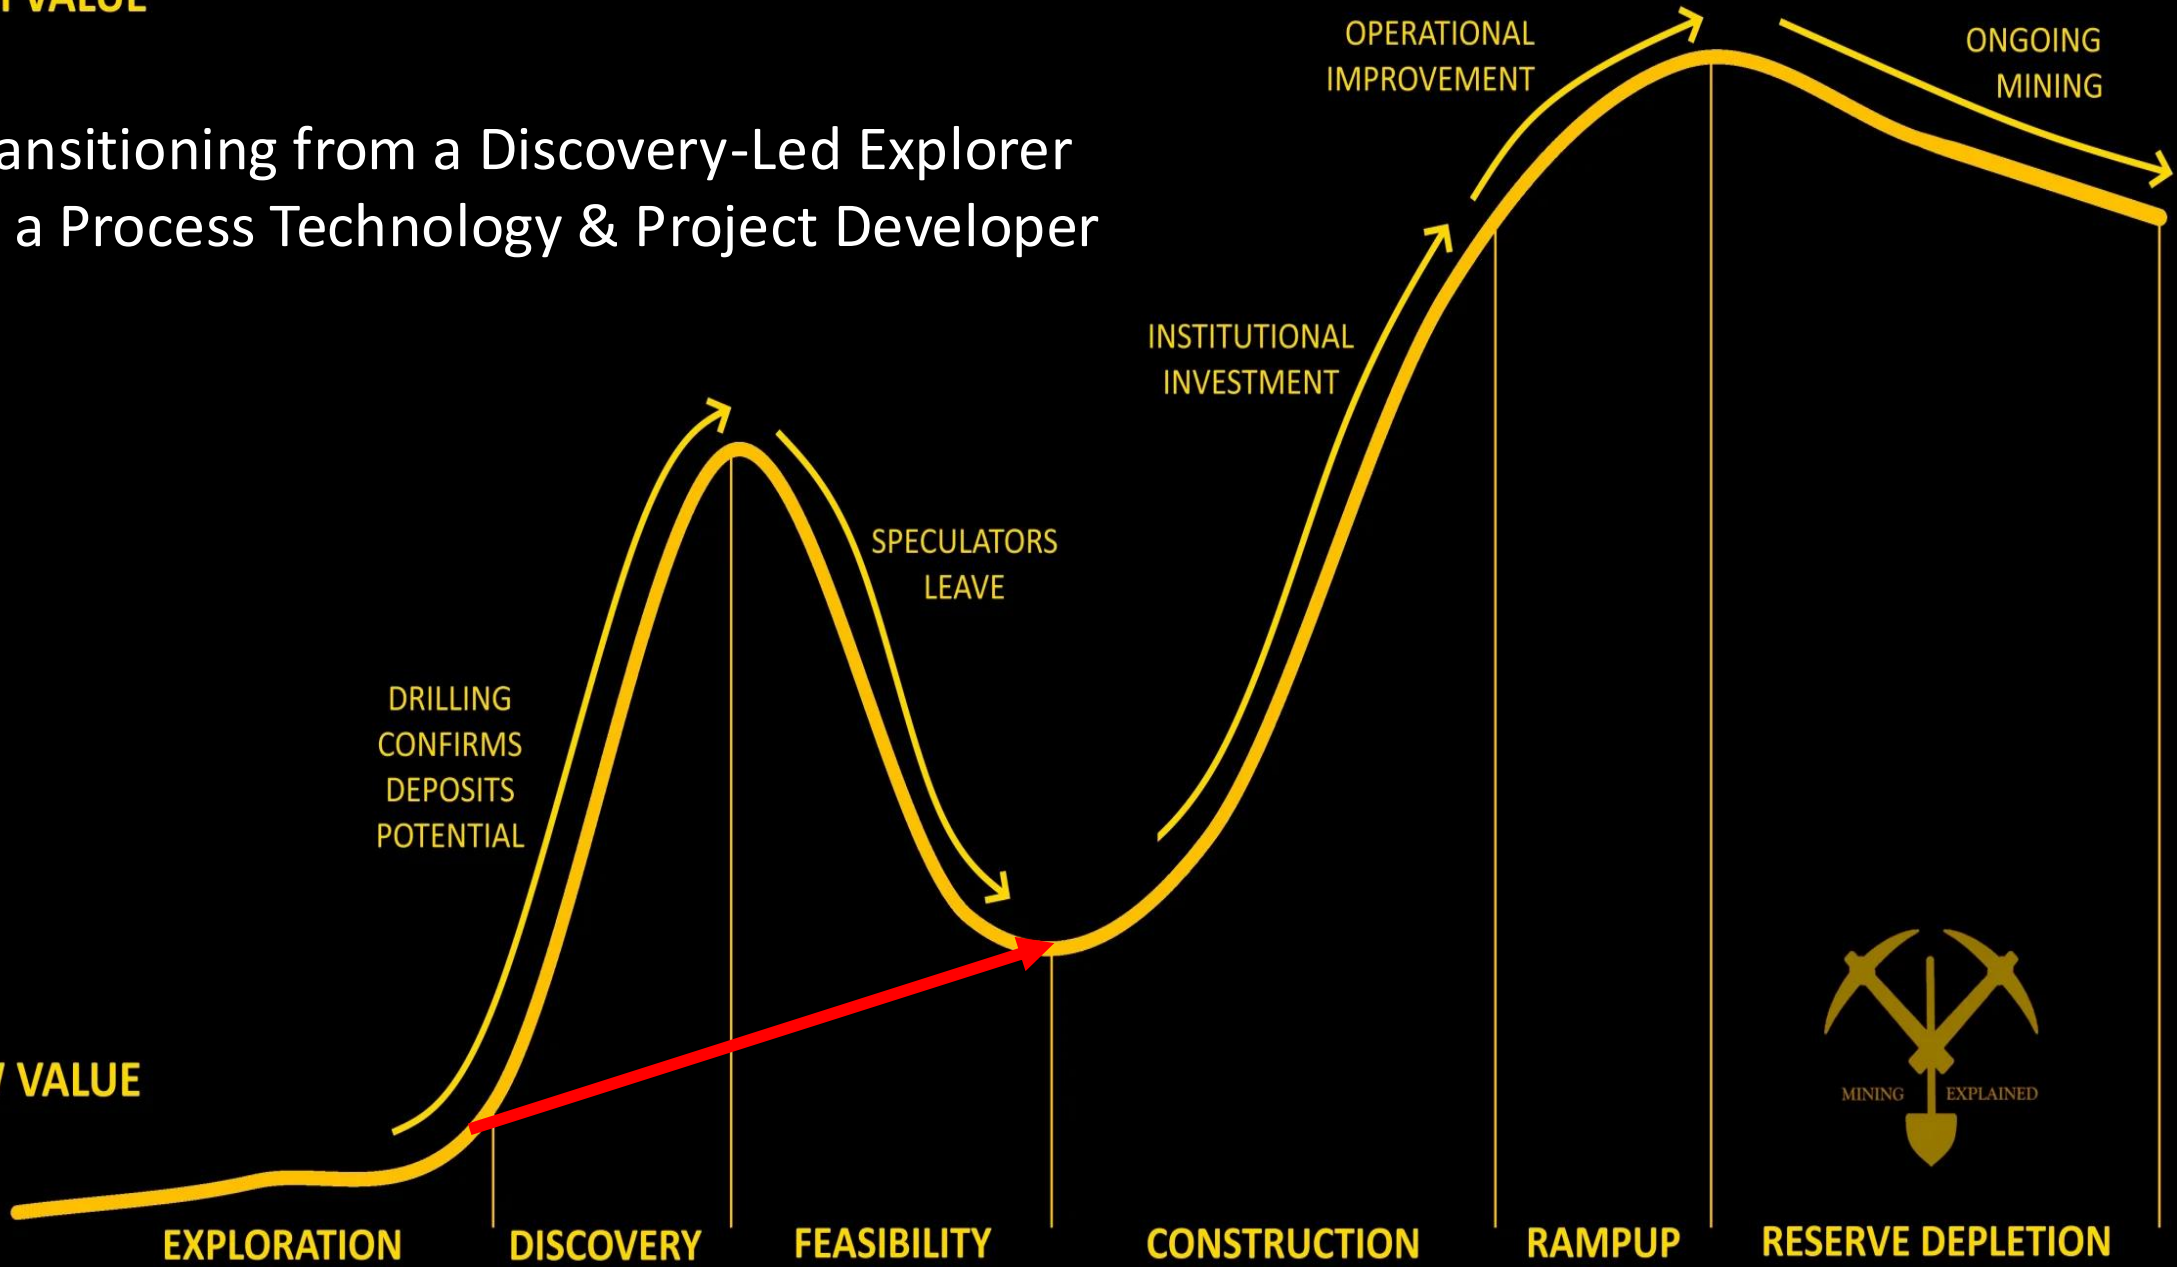 VALUE
ansitioning from a Discovery-Led Explorer
a Process Technology & Project Developer
OPERATIONAL
IMPROVEMENT
ONGOING
MINING
INSTITUTIONAL
INVESTMENT
SPECULATORS
LEAVE
DRILLING
CONFIRMS
DEPOSITS
POTENTIAL
VALUE
MINING EXPLAINED
EXPLORATION
DISCOVERY
FEASIBILITY
CONSTRUCTION
RAMPUP
RESERVE DEPLETION